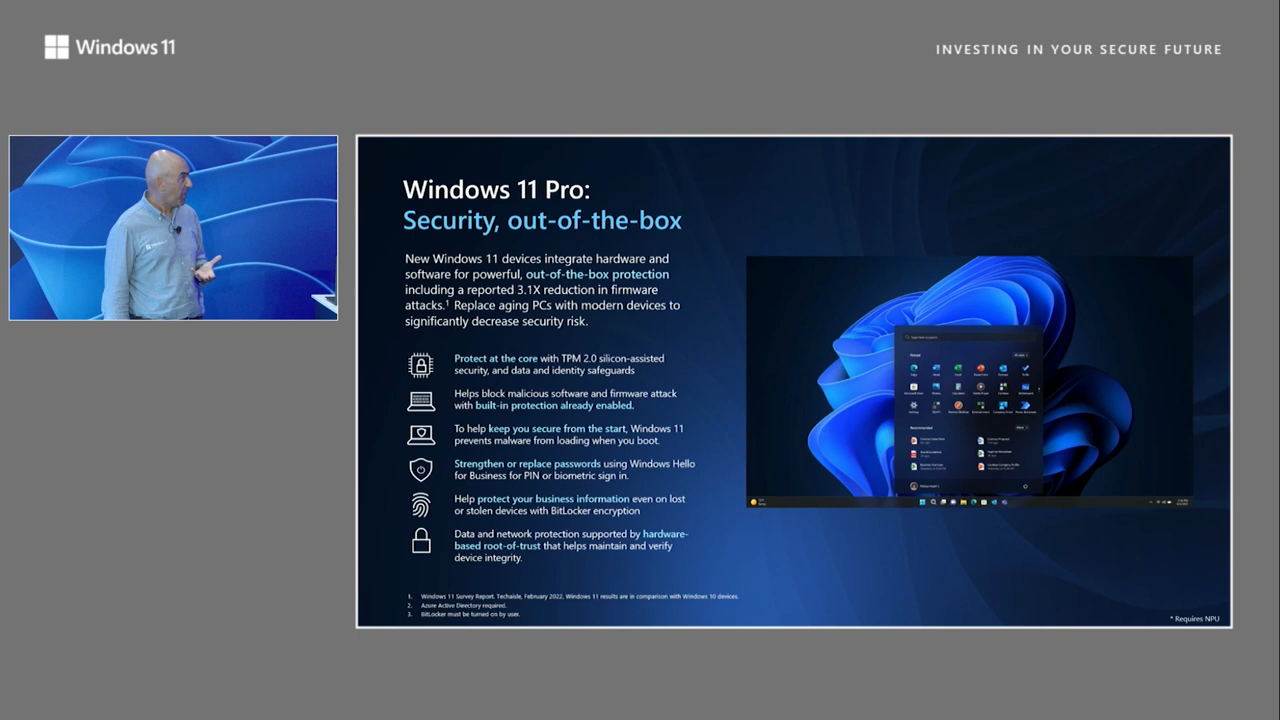 Windows 11
INVESTING IN YOUR SECURE FUTURE
Windows 11 Pro:
Security, out-of-the-box
New Windows 11 devices integrate hardware and
software for powerful, out-of-the-box protection
including a reported 3.1X reduction in firmware
attacks.¹ Replace aging PCs with modern devices to
significantly decrease security risk.
Protect at the core with TPM 2.0 silicon-assisted
security, and data and identity safeguards
Helps block malicious software and firmware attack
with built-in protection already enabled.
To help keep you secure from the start, Windows 11
prevents malware from loading when you boot.
Strengthen or replace passwords using Windows Hello
for Business for PIN or biometric sign in.
Help protect your business information even on lost
or stolen devices with BitLocker encryption
Data and network protection supported by hardware-
based root-of-trust that helps maintain and verify
device integrity.
1. Windows 11 Survey Report. Techaisle, February 2022. Windows 11 results are in comparison with Windows 10 devices.
2. Azure Active Directory required.
3. BitLocker must be turned on by user.
* Requires NPU